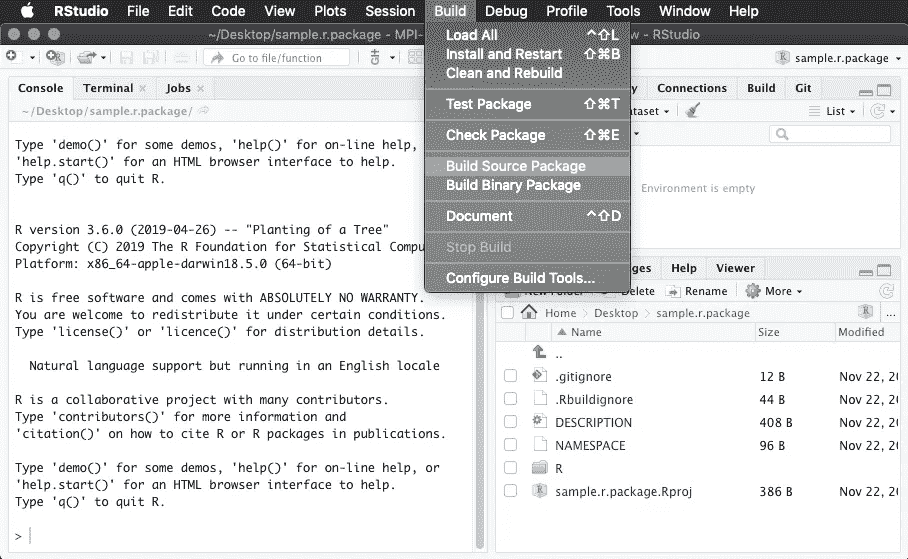 RStudio File Edit Code View Plots Session Build Debug Profile Tools Window Help
~/Desktop/sample.r.package - MPI- - RStudio
Go to file/function
sample.r.package
Load All ^⇧L
Install and Restart ⇧⌘B
Clean and Rebuild
Test Package ⇧⌘T
Check Package ⇧⌘E
Build Source Package
Build Binary Package
Document ^⇧D
Stop Build
Configure Build Tools...
Console Terminal Jobs
~/Desktop/sample.r.package/
Type 'demo()' for some demos, 'help()' for on-line help,
'help.start()' for an HTML browser interface to help.
Type 'q()' to quit R.
R version 3.6.0 (2019-04-26) -- "Planting of a Tree"
Copyright (C) 2019 The R Foundation for Statistical Compu
Platform: x86_64-apple-darwin18.5.0 (64-bit)
R is free software and comes with ABSOLUTELY NO WARRANTY.
You are welcome to redistribute it under certain conditions.
Type 'license()' or 'licence()' for distribution details.
Natural language support but running in an English locale
R is a collaborative project with many contributors.
Type 'contributors()' for more information and
'citation()' on how to cite R or R packages in publications.
Type 'demo()' for some demos, 'help()' for on-line help, or
'help.start()' for an HTML browser interface to help.
Type 'q()' to quit R.
>
Connections Build Git
List
Environment is empty
Help Viewer
New Folder Delete Rename More
Home Desktop sample.r.package ...
Name Size Modified
..
.gitignore 12 B Nov 22, 20
.Rbuildignore 44 B Nov 22, 20
DESCRIPTION 408 B Nov 22, 20
NAMESPACE 96 B Nov 22, 20
R
sample.r.package.Rproj 386 B Nov 22, 20